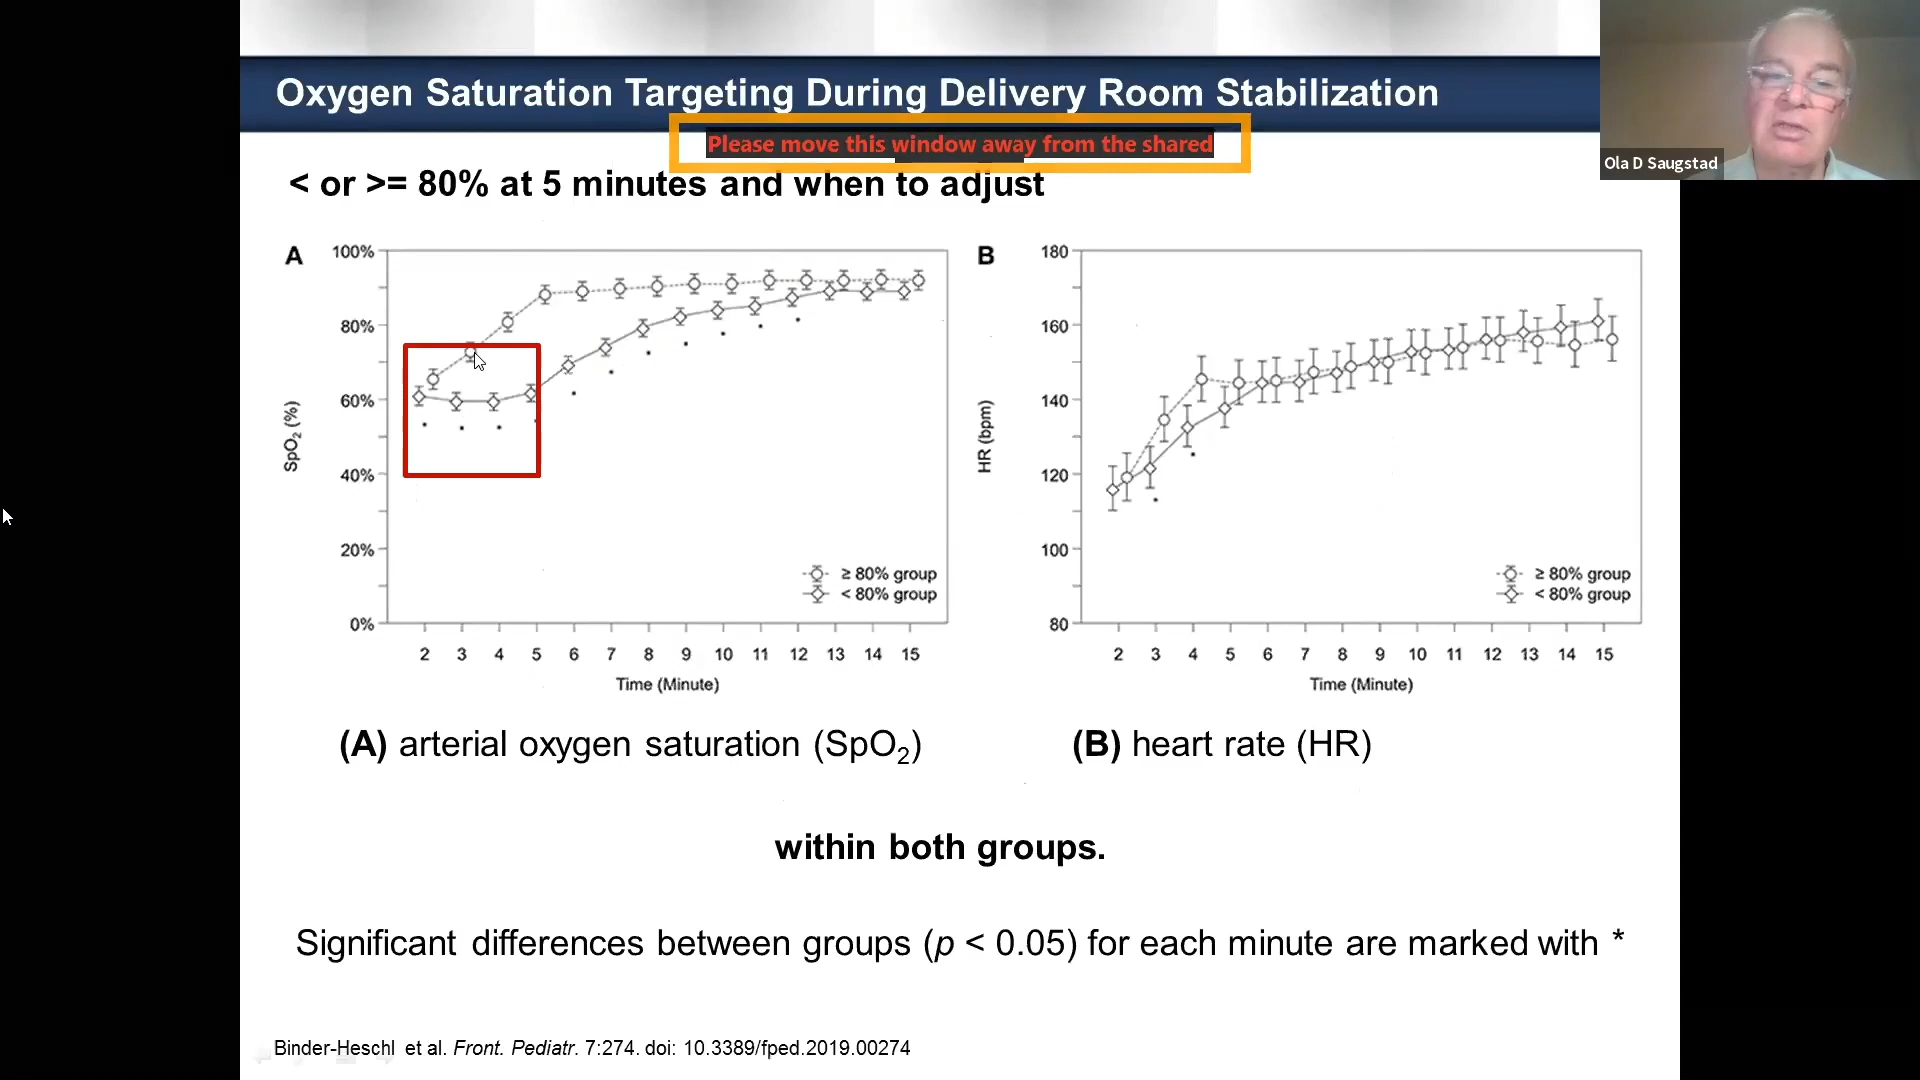 Oxygen Saturation Targeting During Delivery Room Stabilization
Please move this window away from the shared
Ola D Saugstad
< or >= 80% at 5 minutes and when to adjust
A
100%
80%
60%
40%
20%
0%
SpO2 (%)
≥ 80% group
< 80% group
2 3 4 5 6 7 8 9 10 11 12 13 14 15
Time (Minute)
B
180
160
140
120
100
80
HR (bpm)
≥ 80% group
< 80% group
2 3 4 5 6 7 8 9 10 11 12 13 14 15
Time (Minute)
(A) arterial oxygen saturation (SpO2)
(B) heart rate (HR)
within both groups.
Significant differences between groups (p < 0.05) for each minute are marked with *
Binder-Heschl et al. Front. Pediatr. 7:274. doi: 10.3389/fped.2019.00274